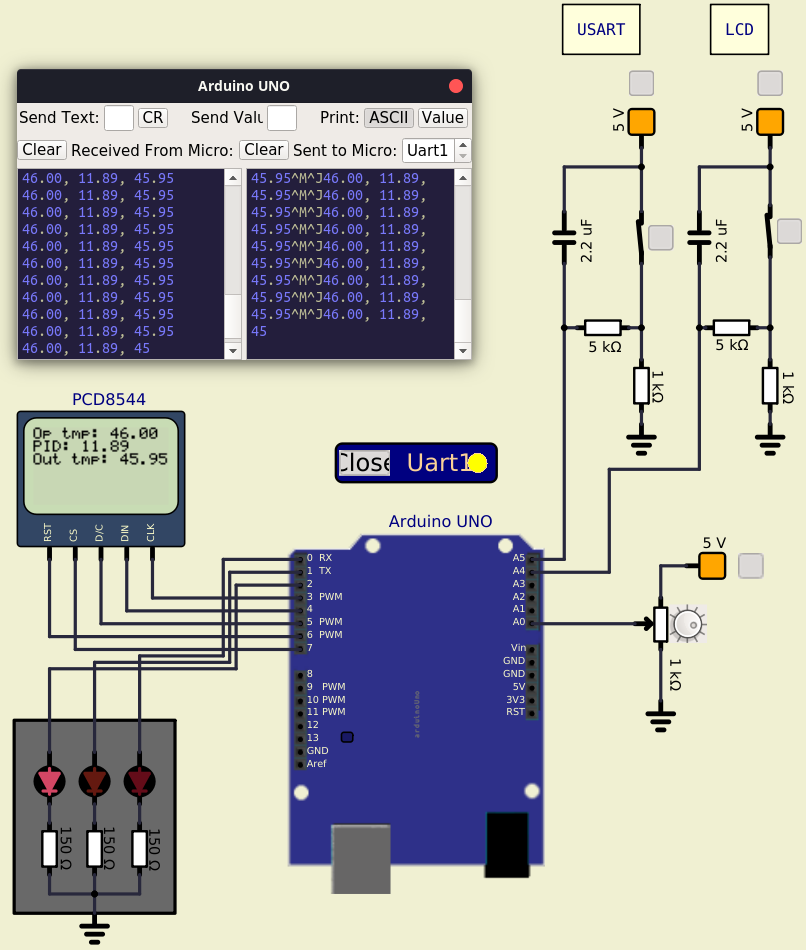 USART
LCD
Arduino UNO
Send Text:
CR
Send Valu
Print:
ASCII
Value
Clear
Received From Micro:
Clear
Sent to Micro:
Uart1
46.00, 11.89, 45.95
46.00, 11.89, 45.95
46.00, 11.89, 45.95
46.00, 11.89, 45.95
46.00, 11.89, 45.95
46.00, 11.89, 45.95
46.00, 11.89, 45.95
46.00, 11.89, 45.95
46.00, 11.89, 45.95
46.00, 11.89, 45.95
46.00, 11.89, 45
45.95^M^J46.00, 11.89,
45.95^M^J46.00, 11.89,
45.95^M^J46.00, 11.89,
45.95^M^J46.00, 11.89,
45.95^M^J46.00, 11.89,
45.95^M^J46.00, 11.89,
45.95^M^J46.00, 11.89,
45.95^M^J46.00, 11.89,
45.95^M^J46.00, 11.89,
45
5 V
5 V
2.2 uF
2.2 uF
5 kΩ
5 kΩ
1 kΩ
1 kΩ
PCD8544
Op tmp: 46.00
PID: 11.89
Out tmp: 45.95
RST
CS
D/C
DIN
CLK
Close
Uart1
Arduino UNO
0 RX
1 TX
2
3 PWM
4
5 PWM
6 PWM
7
8
9 PWM
10 PWM
11 PWM
12
13
GND
Aref
A5
A4
A3
A2
A1
A0
Vin
GND
GND
5V
3V3
RST
arduinoUno
5 V
1 kΩ
150 Ω
150 Ω
150 Ω